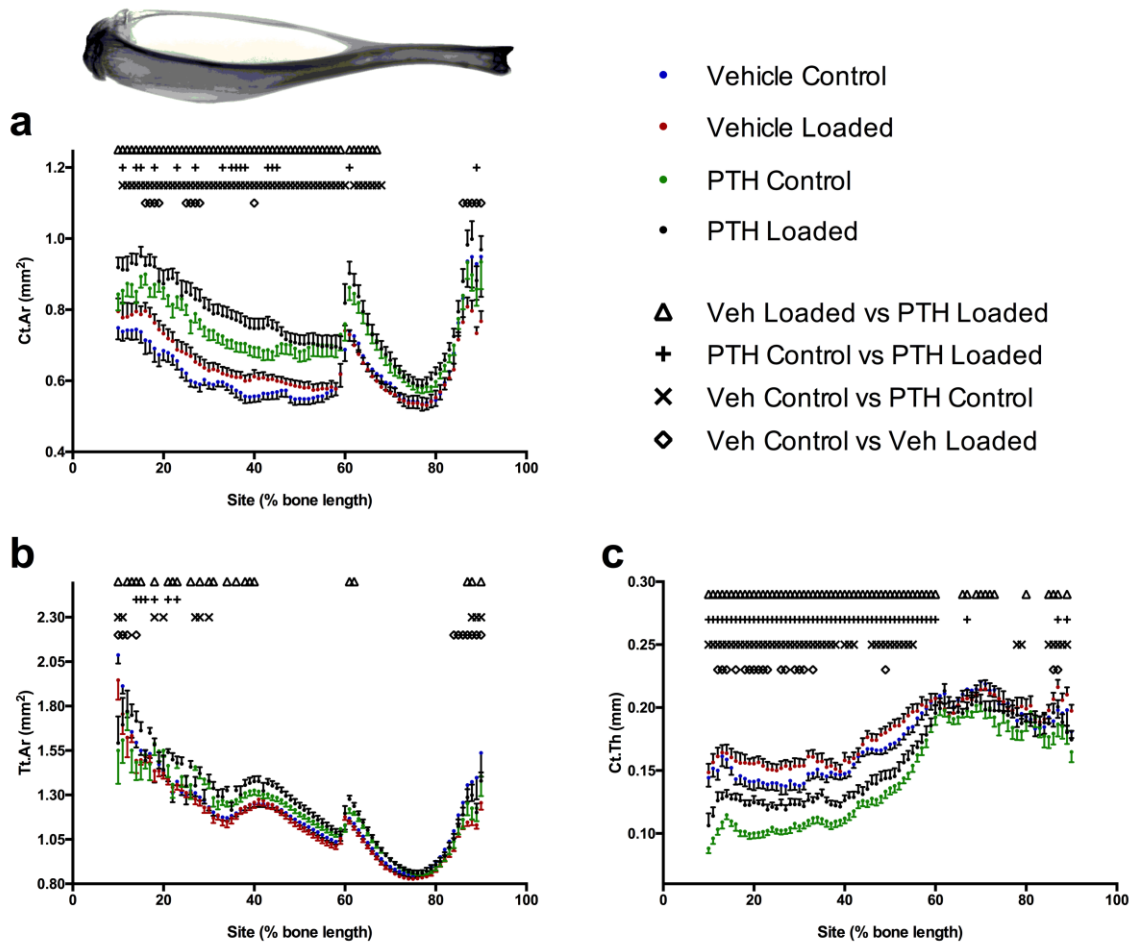 a
Ct.Ar (mm²)
1.2
1.0
0.8
0.6
0.4
0
20
40
60
80
100
Site (% bone length)
Vehicle Control
Vehicle Loaded
PTH Control
PTH Loaded
Veh Loaded vs PTH Loaded
PTH Control vs PTH Loaded
Veh Control vs PTH Control
Veh Control vs Veh Loaded
b
Tt.Ar (mm²)
2.30
2.05
1.80
1.55
1.30
1.05
0.80
0
20
40
60
80
100
Site (% bone length)
c
Ct.Th (mm)
0.30
0.25
0.20
0.15
0.10
0
20
40
60
80
100
Site (% bone length)